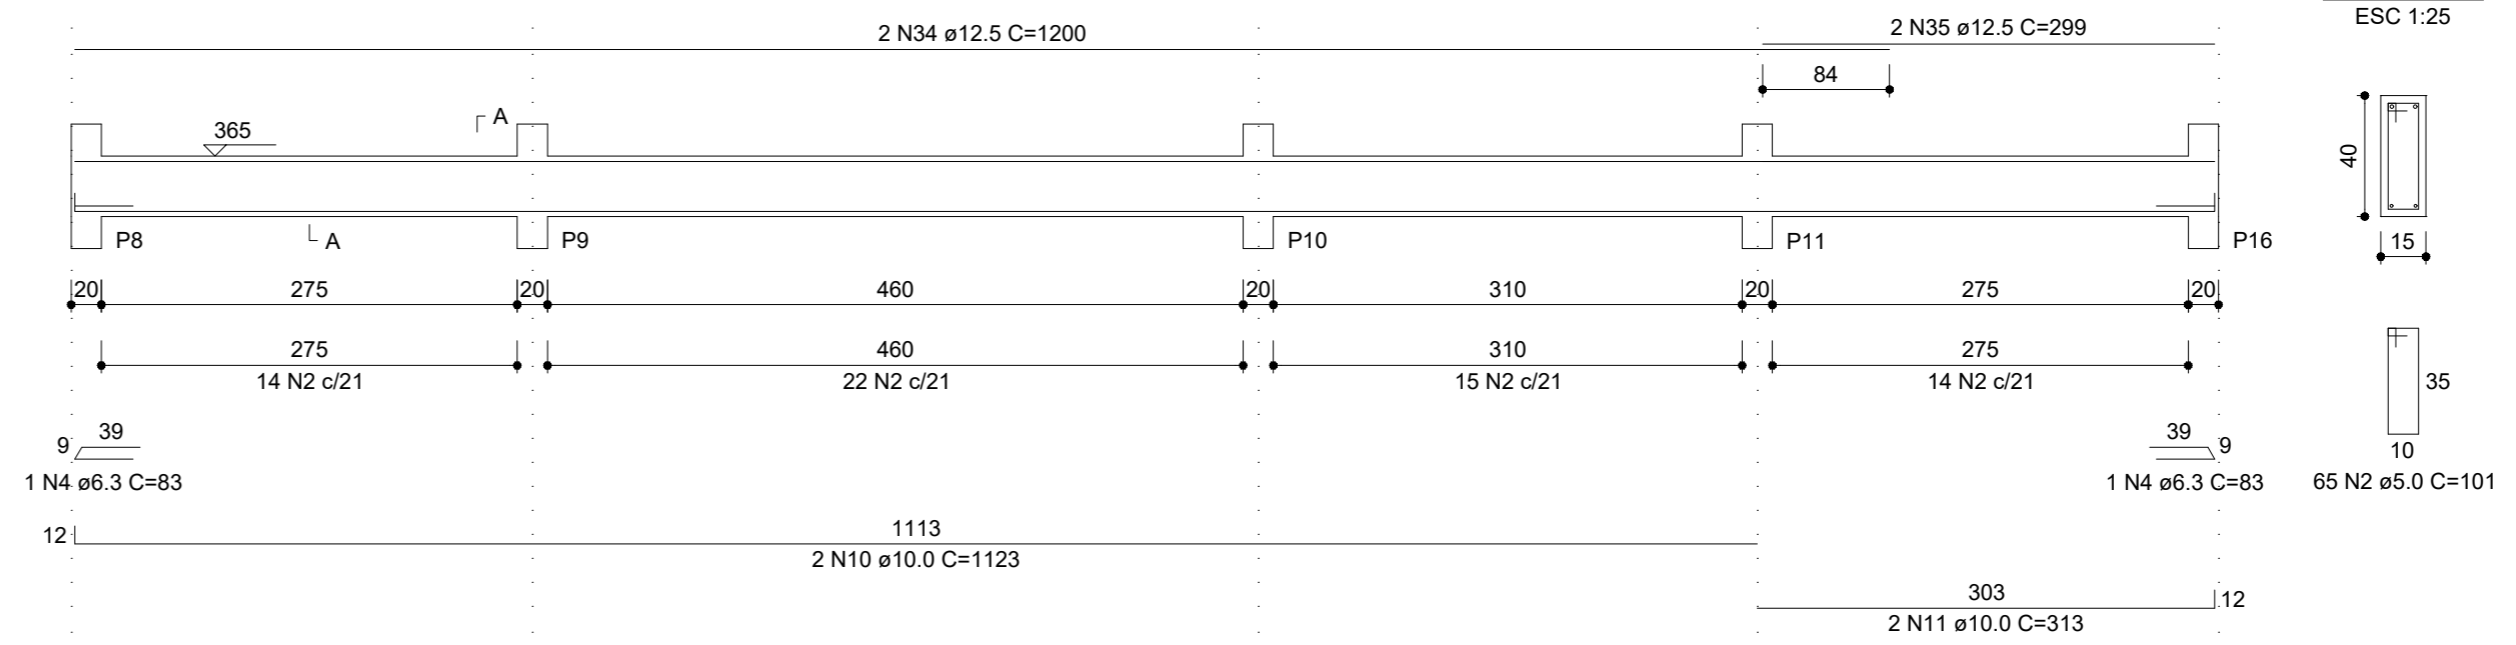 2 N34 ø12.5 C=1200
2 N35 ø12.5 C=299
ESC 1:25
84
A
365
40
A
P8
P9
P10
P11
P16
15
20
275
20
460
20
310
20
275
20
275
460
310
275
14 N2 c/21
22 N2 c/21
15 N2 c/21
14 N2 c/21
35
39
9
39
9
10
1 N4 ø6.3 C=83
1 N4 ø6.3 C=83
65 N2 ø5.0 C=101
12
1113
2 N10 ø10.0 C=1123
303
12
2 N11 ø10.0 C=313